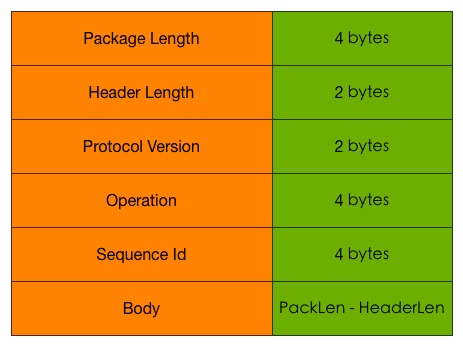 Package Length 4 bytes
Header Length 2 bytes
Protocol Version 2 bytes
Operation 4 bytes
Sequence Id 4 bytes
Body PackLen - HeaderLen